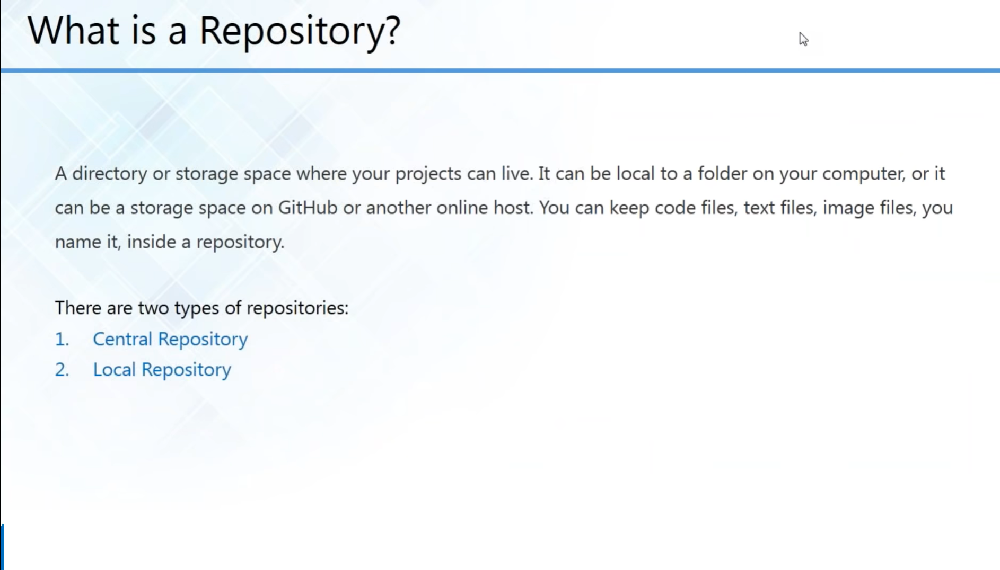 What is a Repository?
A directory or storage space where your projects can live. It can be local to a folder on your computer, or it
can be a storage space on GitHub or another online host. You can keep code files, text files, image files, you
name it, inside a repository.
There are two types of repositories:
1. Central Repository
2. Local Repository